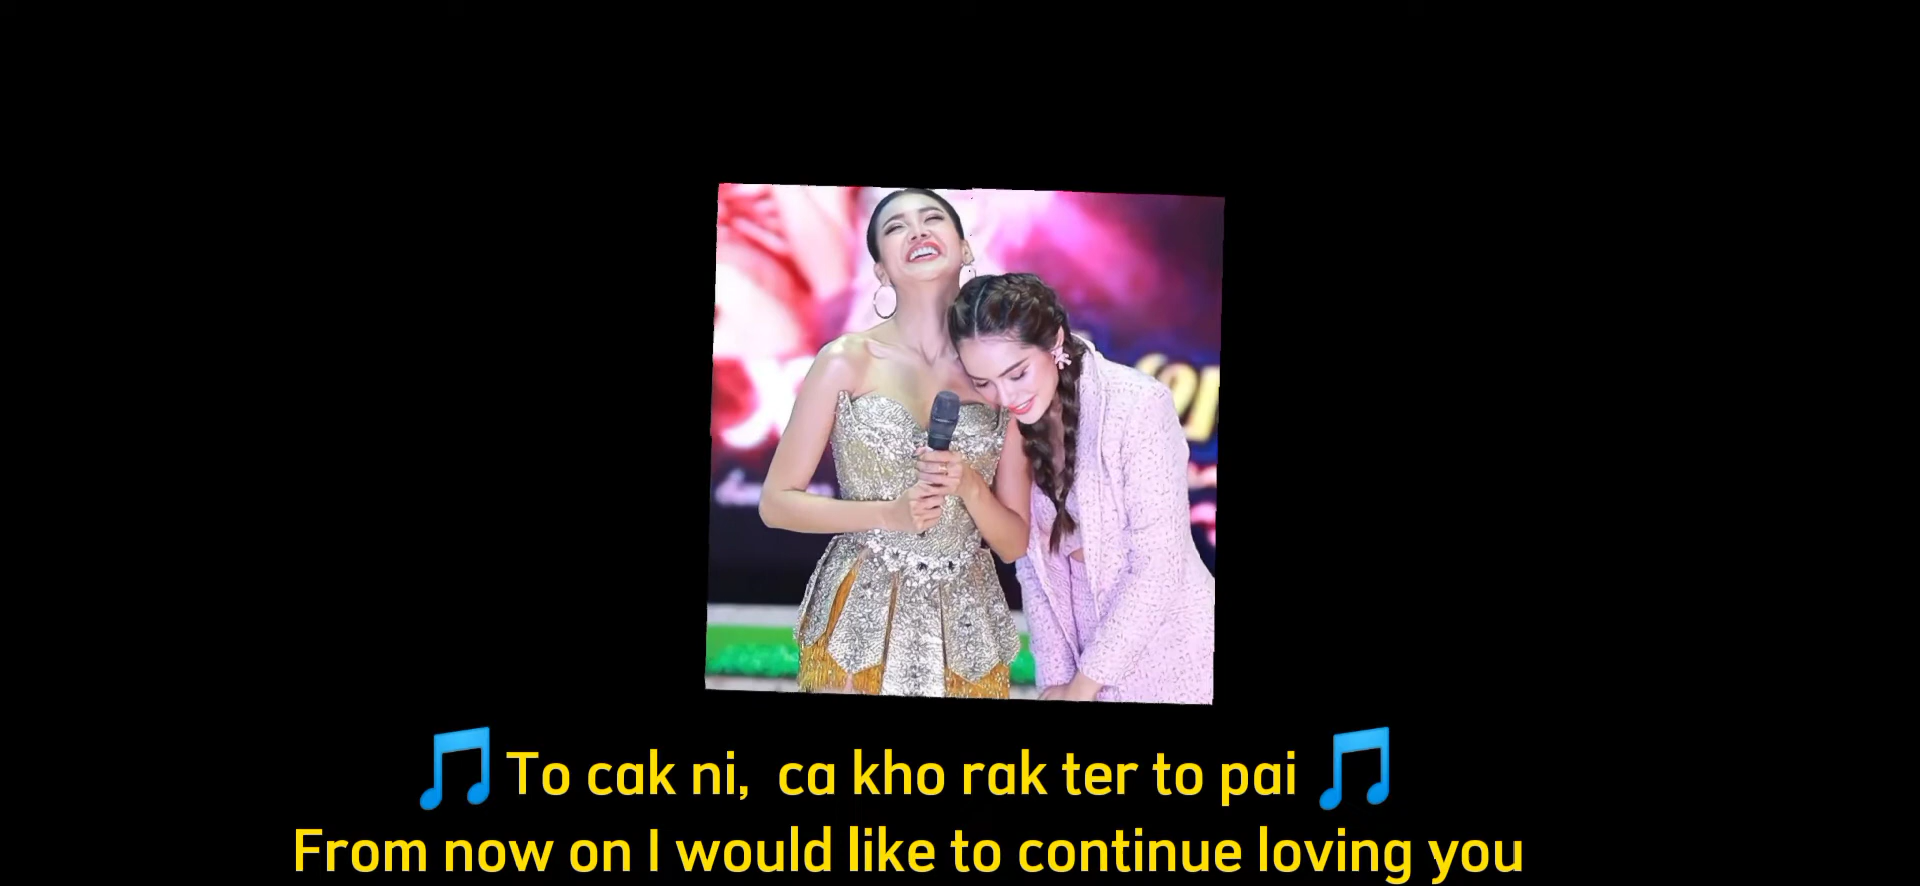 🎵 To cak ni, ca kho rak ter to pai 🎵
From now on I would like to continue loving you